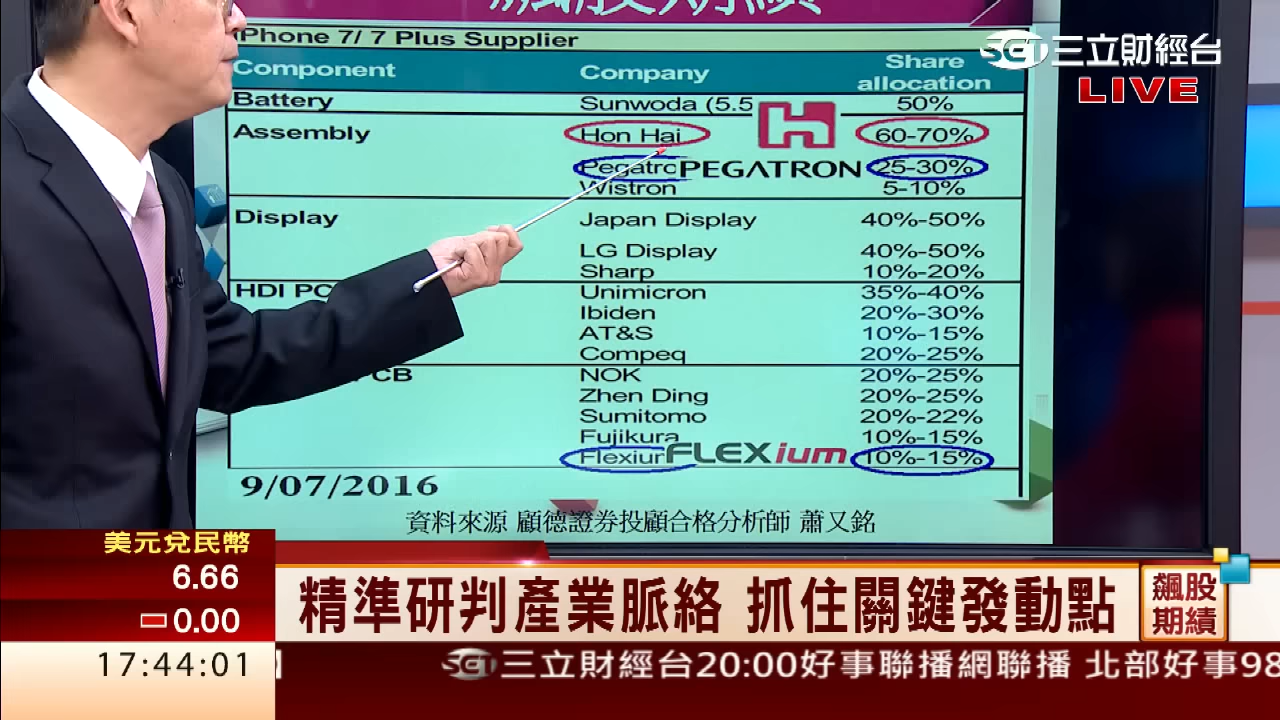 iPhone 7/ 7 Plus Supplier
Component Company Share allocation
Battery Sunwoda (5.5 50%
Assembly Hon Hai 60-70%
PEGATRON 25-30%
Wistron 5-10%
Display Japan Display 40%-50%
LG Display 40%-50%
Sharp 10%-20%
HDI PC Unimicron 35%-40%
Ibiden 20%-30%
AT&S 10%-15%
Compeq 20%-25%
CB NOK 20%-25%
Zhen Ding 20%-25%
Sumitomo 20%-22%
Fujikura 10%-15%
Flexiur FLEXium 10%-15%
9/07/2016
資料來源 顧德證券投顧合格分析師 蕭又銘
SET三立財經台
LIVE
美元兌民幣
6.66
0.00
17:44:01
精準研判產業脈絡 抓住關鍵發動點
飆股
期績
SET三立財經台20:00好事聯播網聯播 北部好事98